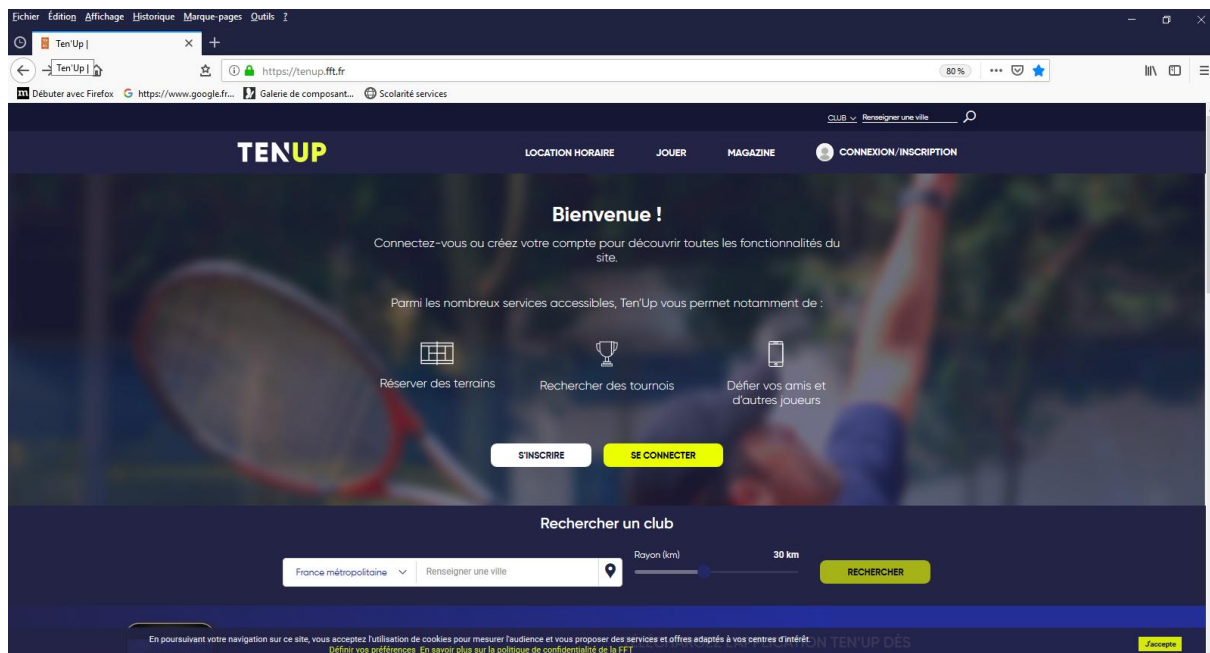 Fichier Édition Affichage Historique Marque-pages Outils ?
Ten'Up |
Ten'Up |
https://tenup.fft.fr
80 %
Débuter avec Firefox https://www.google.fr... Galerie de composant... Scolarité services
CLUB Renseigner une ville
TENUP LOCATION HORAIRE JOUER MAGAZINE CONNEXION/INSCRIPTION
Bienvenue !
Connectez-vous ou créez votre compte pour découvrir toutes les fonctionnalités du
site.
Parmi les nombreux services accessibles, Ten'Up vous permet notamment de :
Réserver des terrains Rechercher des tournois Défier vos amis et
d'autres joueurs
S'INSCRIRE SE CONNECTER
Rechercher un club
Rayon (km) 30 km
France métropolitaine Renseigner une ville RECHERCHER
En poursuivant votre navigation sur ce site, vous acceptez l'utilisation de cookies pour mesurer l'audience et vous proposer des services et offres adaptés à vos centres d'intérêt.
Définir vos préférences En savoir plus sur la politique de confidentialité de la FFT
J'accepte
TÉLÉCHARGEZ L'APPLICATION TEN'UP DÈS